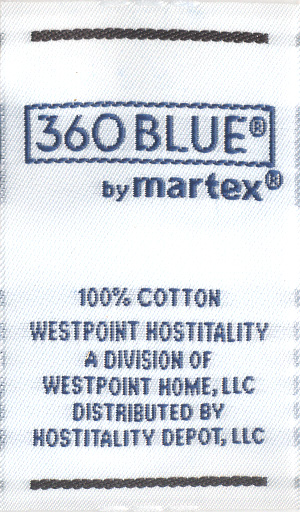 360 BLUE®
by martex®
100% COTTON
WESTPOINT HOSTITALITY
A DIVISION OF
WESTPOINT HOME, LLC
DISTRIBUTED BY
HOSTITALITY DEPOT, LLC